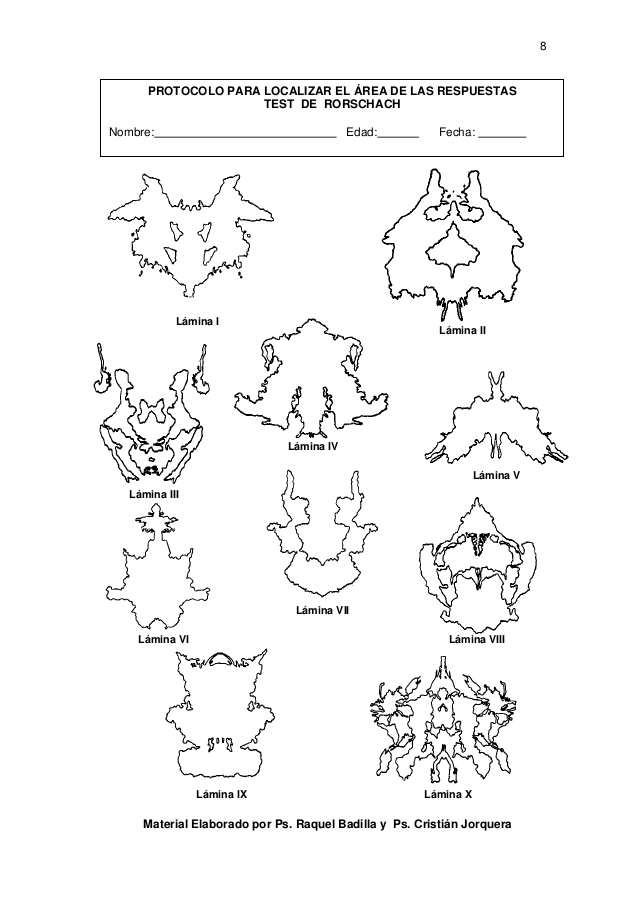 8
PROTOCOLO PARA LOCALIZAR EL ÁREA DE LAS RESPUESTAS
TEST DE RORSCHACH
Nombre:____________________________ Edad:______ Fecha: _______
Lámina I
Lámina II
Lámina III
Lámina IV
Lámina V
Lámina VI
Lámina VII
Lámina VIII
Lámina IX
Lámina X
Material Elaborado por Ps. Raquel Badilla y Ps. Cristián Jorquera